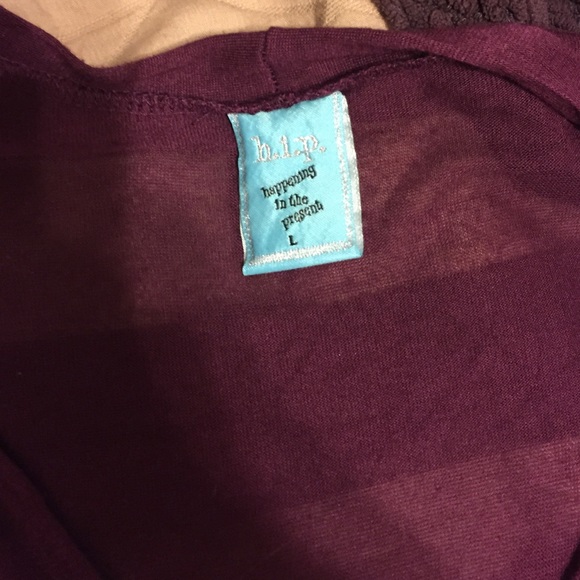 h.i.p.
happening
in the
present
L